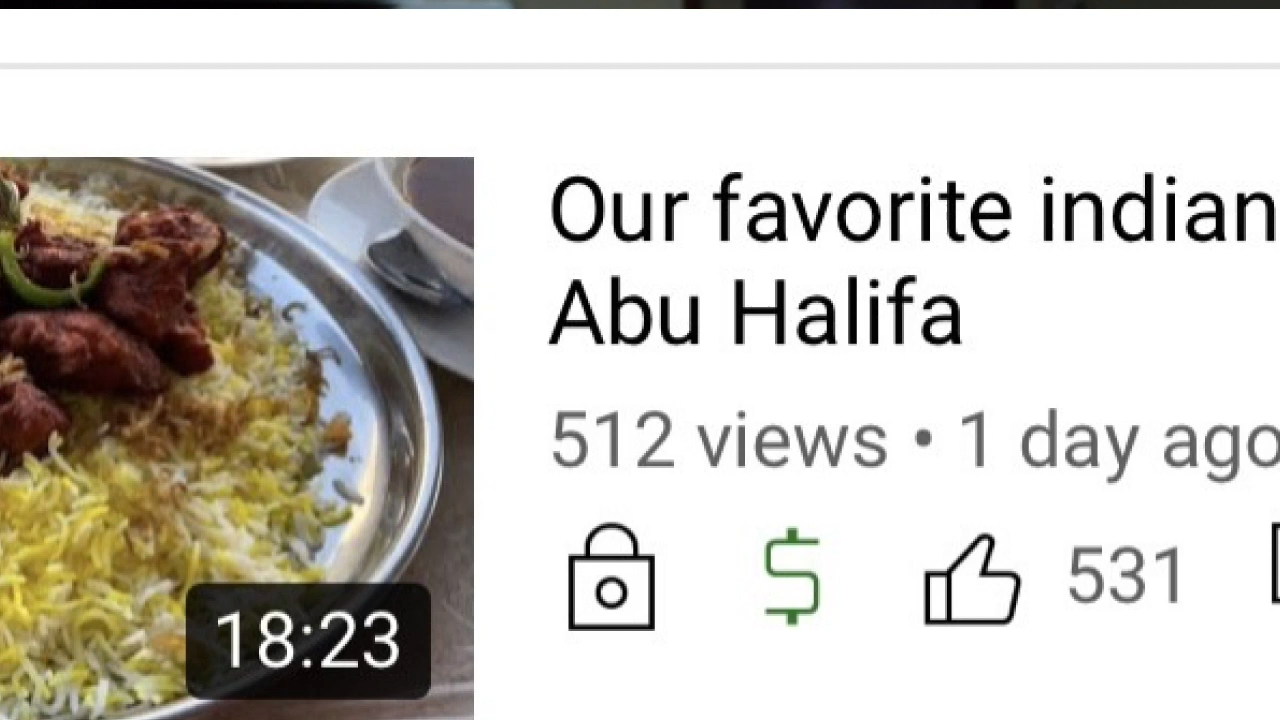 Our favorite indian
Abu Halifa
512 views • 1 day ago
531
18:23